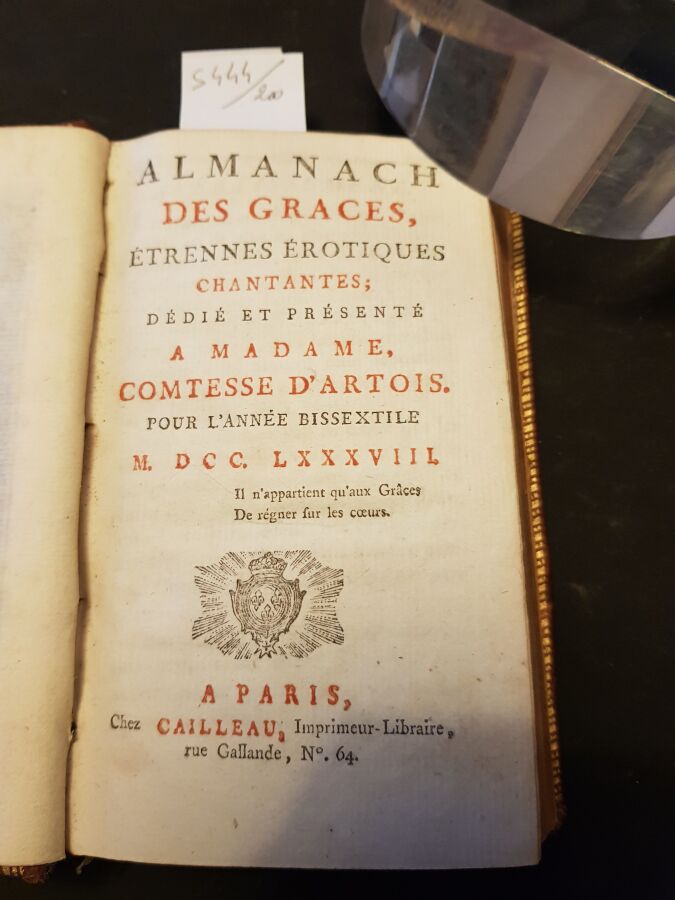 5444/200
ALMANACH
DES GRACES,
ÉTRENNES ÉROTIQUES
CHANTANTES;
DÉDIÉ ET PRÉSENTÉ
A MADAME,
COMTESSE D'ARTOIS.
POUR L'ANNÉE BISSEXTILE
M. DCC. LXXXVIII.
Il n'appartient qu'aux Grâces
De régner ſur les cœurs.
A PARIS,
Chez CAILLEAU, Imprimeur-Libraire,
rue Gallande, Nº. 64.